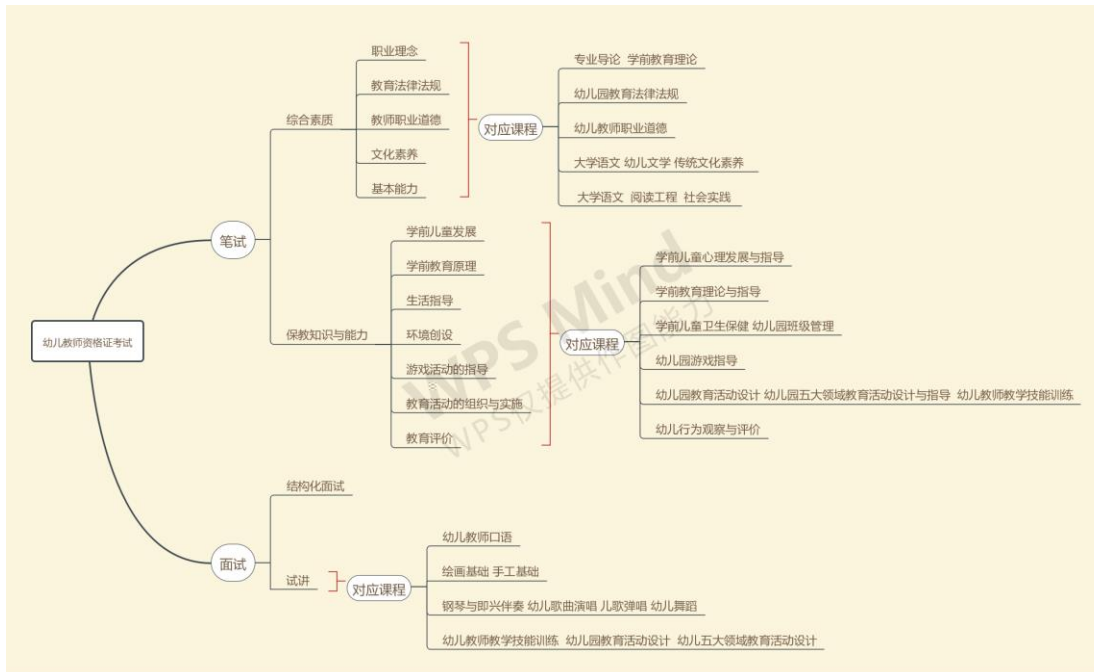 幼儿教师资格证考试
笔试
综合素质
职业理念
教育法律法规
教师职业道德
文化素养
基本能力
对应课程
专业导论 学前教育理论
幼儿园教育法律法规
幼儿教师职业道德
大学语文 幼儿文学 传统文化素养
大学语文 阅读工程 社会实践
保教知识与能力
学前儿童发展
学前教育原理
生活指导
环境创设
游戏活动的指导
教育活动的组织与实施
教育评价
对应课程
学前儿童心理发展与指导
学前教育理论与指导
学前儿童卫生保健 幼儿园班级管理
幼儿园游戏指导
幼儿园教育活动设计 幼儿园五大领域教育活动设计与指导 幼儿教师教学技能训练
幼儿行为观察与评价
面试
结构化面试
试讲
对应课程
幼儿教师口语
绘画基础 手工基础
钢琴与即兴伴奏 幼儿歌曲演唱 儿歌弹唱 幼儿舞蹈
幼儿教师教学技能训练 幼儿园教育活动设计 幼儿五大领域教育活动设计
WPS Mind
WPS仅提供作图能力